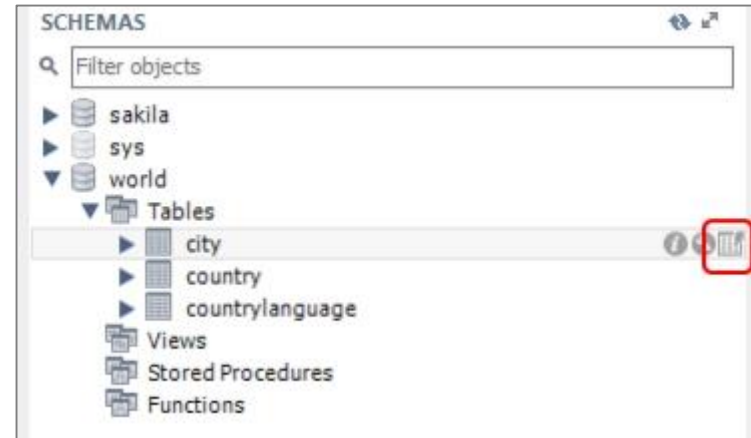 SCHEMAS
Filter objects
sakila
sys
world
Tables
city
country
countrylanguage
Views
Stored Procedures
Functions